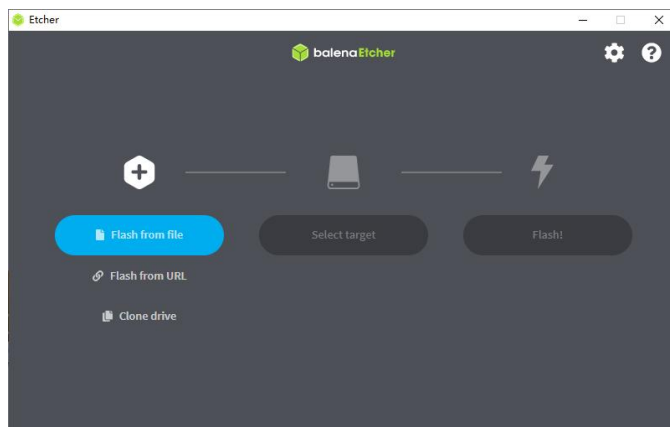 Etcher
balenaEtcher
Flash from file
Select target
Flash!
Flash from URL
Clone drive